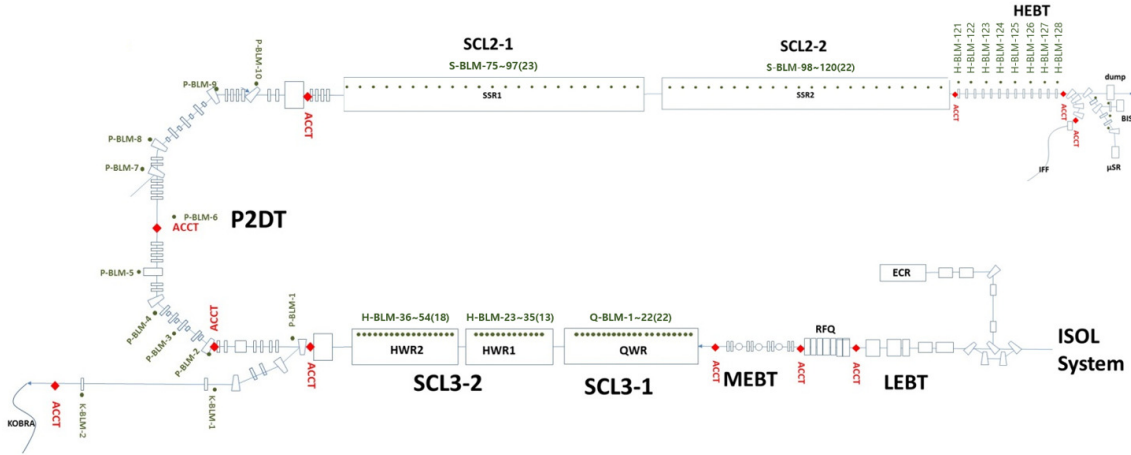 HEBT
SCL2-1
SCL2-2
S-BLM-75~97(23)
S-BLM-98~120(22)
H-BLM-121
H-BLM-122
H-BLM-123
H-BLM-124
H-BLM-125
H-BLM-126
H-BLM-127
H-BLM-128
P-BLM-10
P-BLM-9
dump
SSR1
SSR2
ACCT
ACCT
ACCT
ACCT
BIS
P-BLM-8
P-BLM-7
IFF
μSR
P-BLM-6
ACCT
P2DT
P-BLM-5
ECR
P-BLM-4
P-BLM-3
P-BLM-2
ACCT
P-BLM-1
H-BLM-36~54(18)
H-BLM-23~35(13)
Q-BLM-1~22(22)
RFQ
HWR2
HWR1
QWR
ISOL
System
ACCT
ACCT
ACCT
ACCT
MEBT
LEBT
SCL3-2
SCL3-1
KOBRA
ACCT
K-BLM-2
K-BLM-1